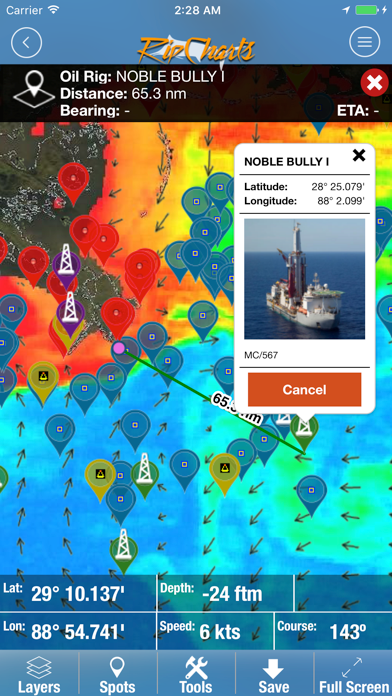 Carrier 2:28 AM
RipCharts
Oil Rig: NOBLE BULLY I
Distance: 65.3 nm
Bearing: - ETA: -
NOBLE BULLY I
Latitude: 28° 25.079'
Longitude: 88° 2.099'
MC/567
Cancel
65.3 nm
Lat: 29° 10.137' Depth: -24 ftm
Lon: 88° 54.741' Speed: 6 kts Course: 143°
Layers Spots Tools Save Full Screen